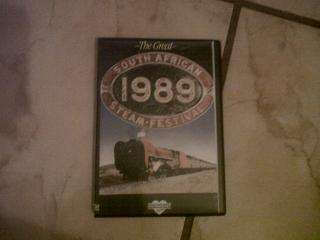 -The Great-
SOUTH AFRICAN
1989
STEAM-FESTIVAL